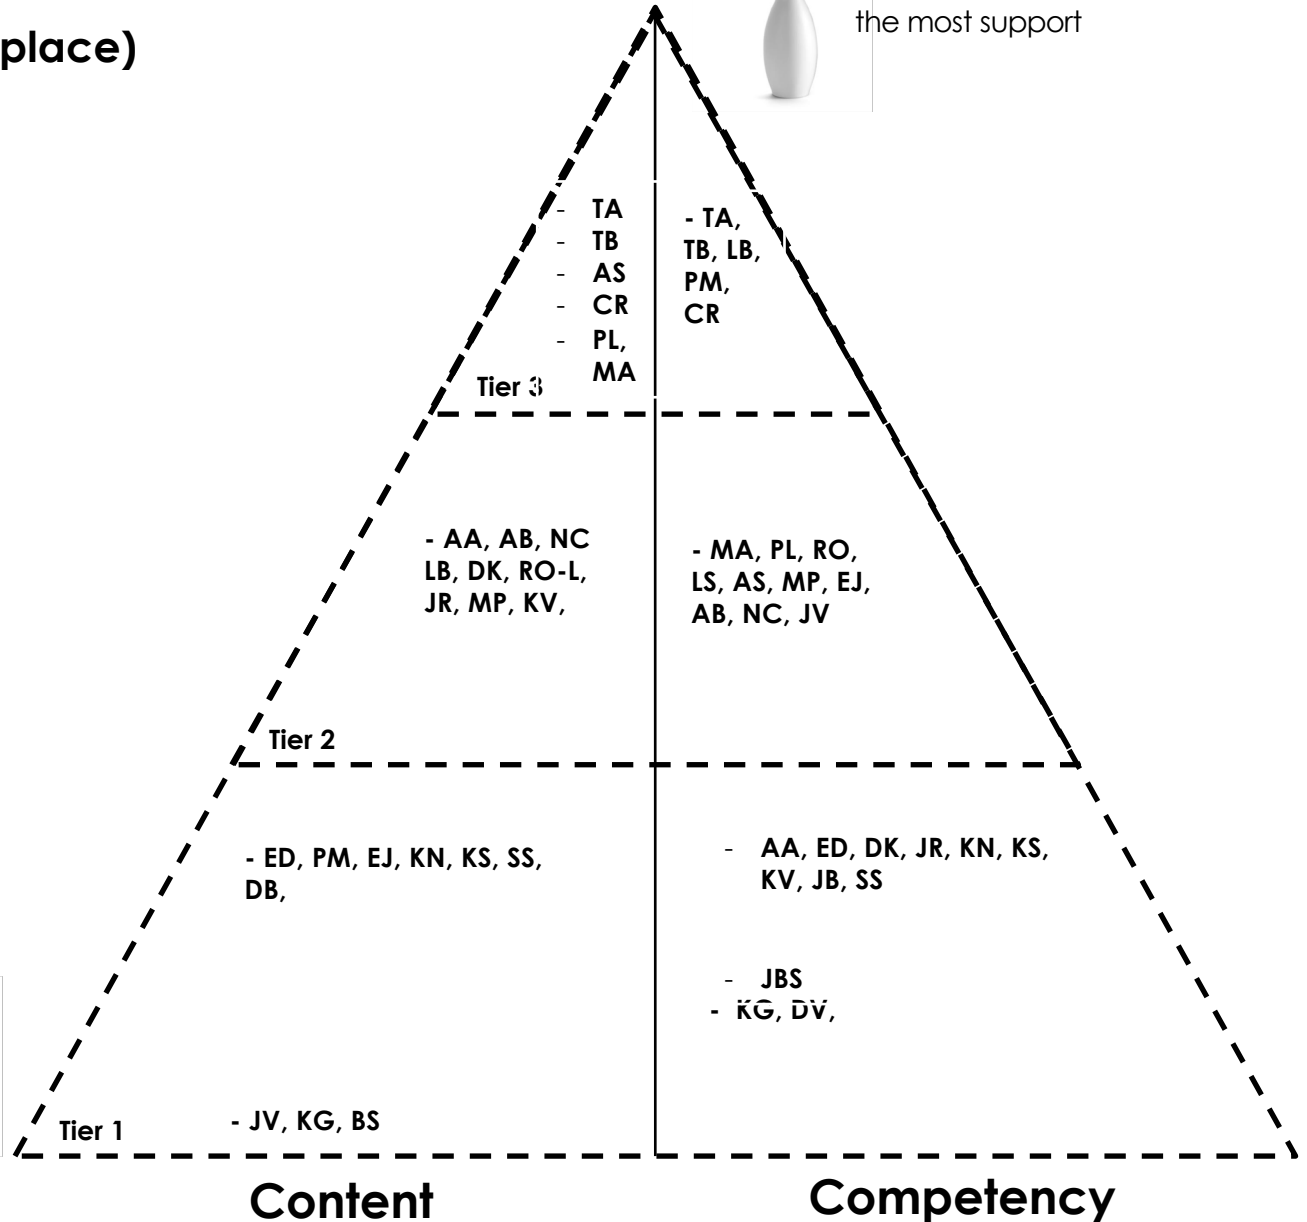 place)
the most support
- TA
- TB
- AS
- CR
- PL,
MA
Tier 3
- TA,
TB, LB,
PM,
CR
- AA, AB, NC
LB, DK, RO-L,
JR, MP, KV,
Tier 2
- MA, PL, RO,
LS, AS, MP, EJ,
AB, NC, JV
- ED, PM, EJ, KN, KS, SS,
DB,
- JV, KG, BS
Tier 1
- AA, ED, DK, JR, KN, KS,
KV, JB, SS
- JBS
- KG, DV,
Content
Competency